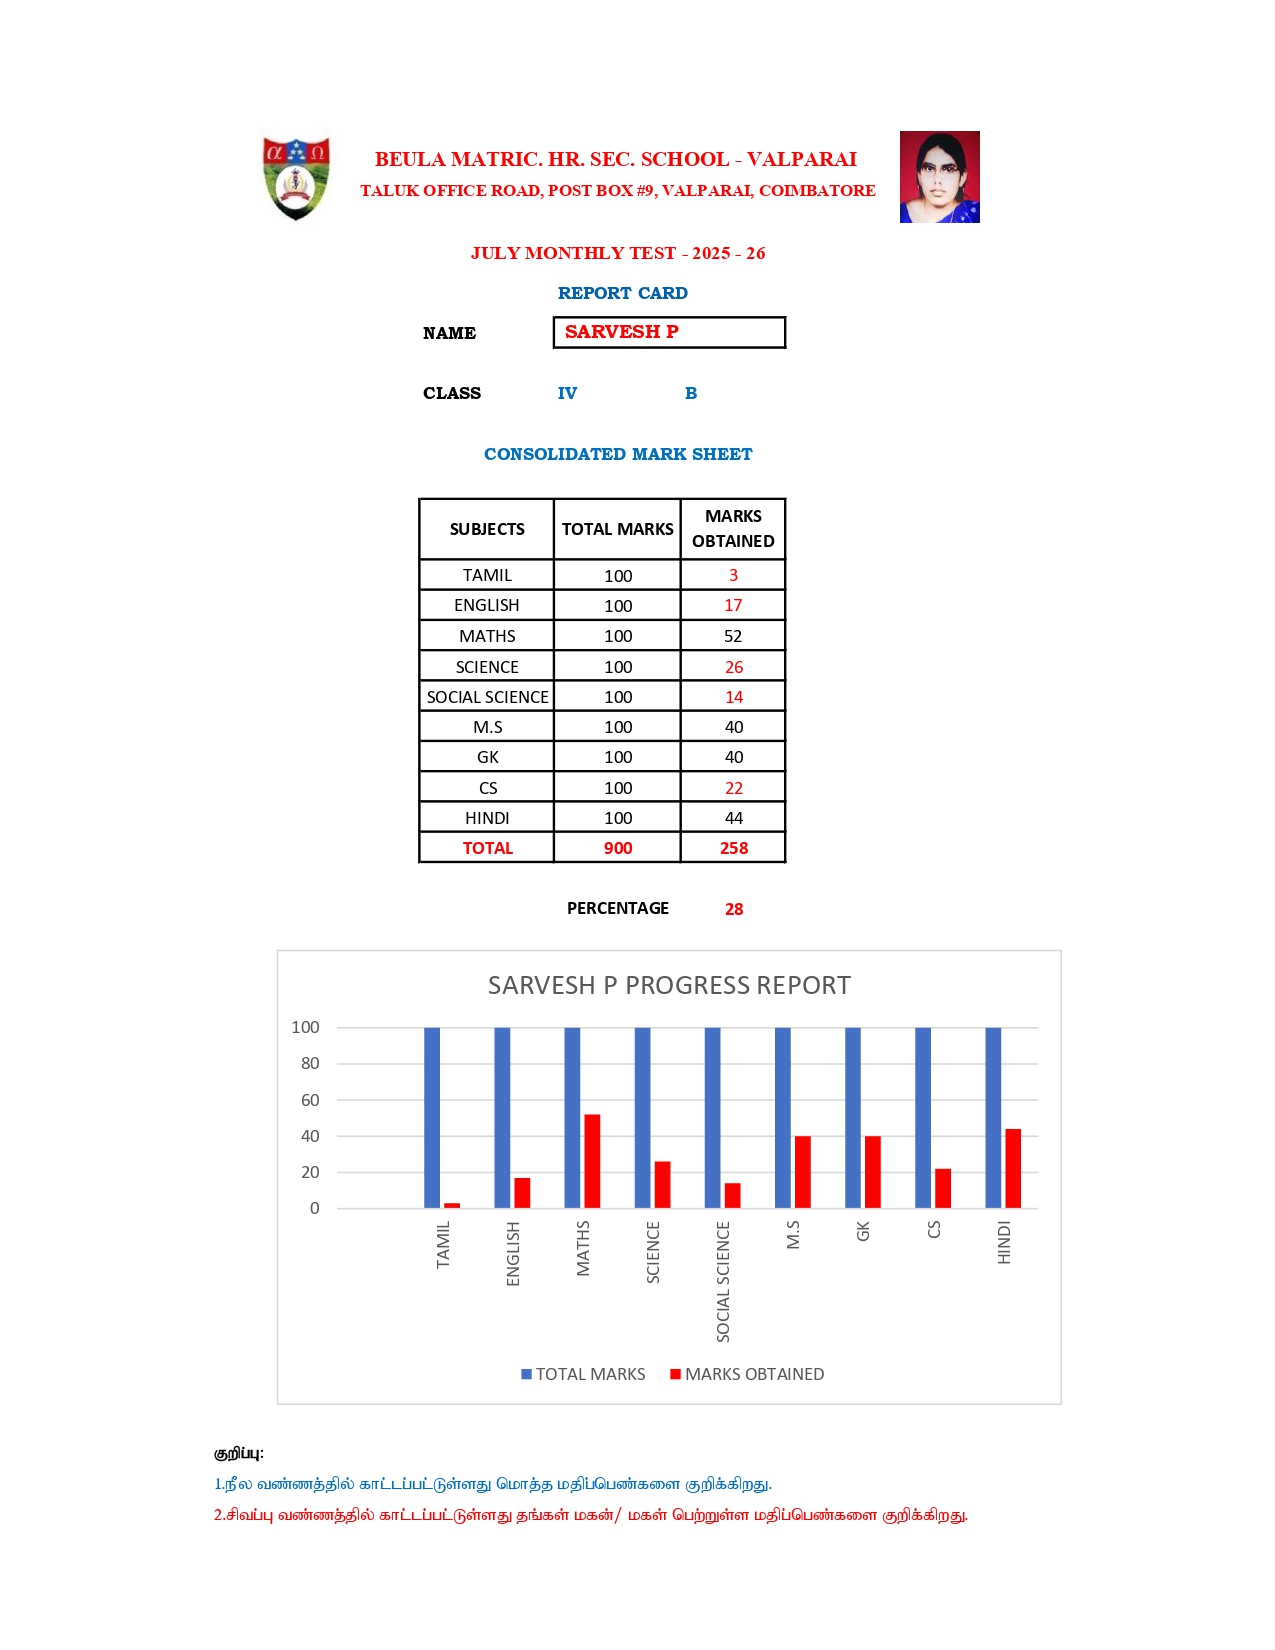 α Ω
BEULA MATRIC. HR. SEC. SCHOOL - VALPARAI
TALUK OFFICE ROAD, POST BOX #9, VALPARAI, COIMBATORE
JULY MONTHLY TEST - 2025 - 26
REPORT CARD
NAME SARVESH P
CLASS IV B
CONSOLIDATED MARK SHEET
SUBJECTS TOTAL MARKS MARKS OBTAINED
TAMIL 100 3
ENGLISH 100 17
MATHS 100 52
SCIENCE 100 26
SOCIAL SCIENCE 100 14
M.S 100 40
GK 100 40
CS 100 22
HINDI 100 44
TOTAL 900 258
PERCENTAGE 28
SARVESH P PROGRESS REPORT
100
80
60
40
20
0
TAMIL ENGLISH MATHS SCIENCE SOCIAL SCIENCE M.S GK CS HINDI
TOTAL MARKS MARKS OBTAINED
குறிப்பு:
1.நீல வண்ணத்தில் காட்டப்பட்டுள்ளது மொத்த மதிப்பெண்களை குறிக்கிறது.
2.சிவப்பு வண்ணத்தில் காட்டப்பட்டுள்ளது தங்கள் மகன்/ மகள் பெற்றுள்ள மதிப்பெண்களை குறிக்கிறது.